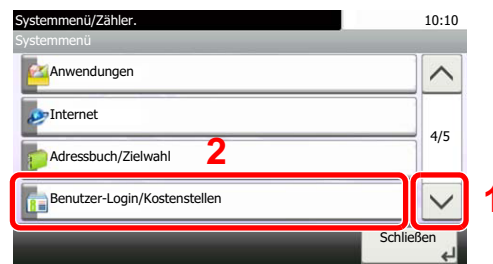 Systemmenü/Zähler.
10:10
Systemmenü
Anwendungen
Internet
4/5
Adressbuch/Zielwahl
2
Benutzer-Login/Kostenstellen
1
Schließen